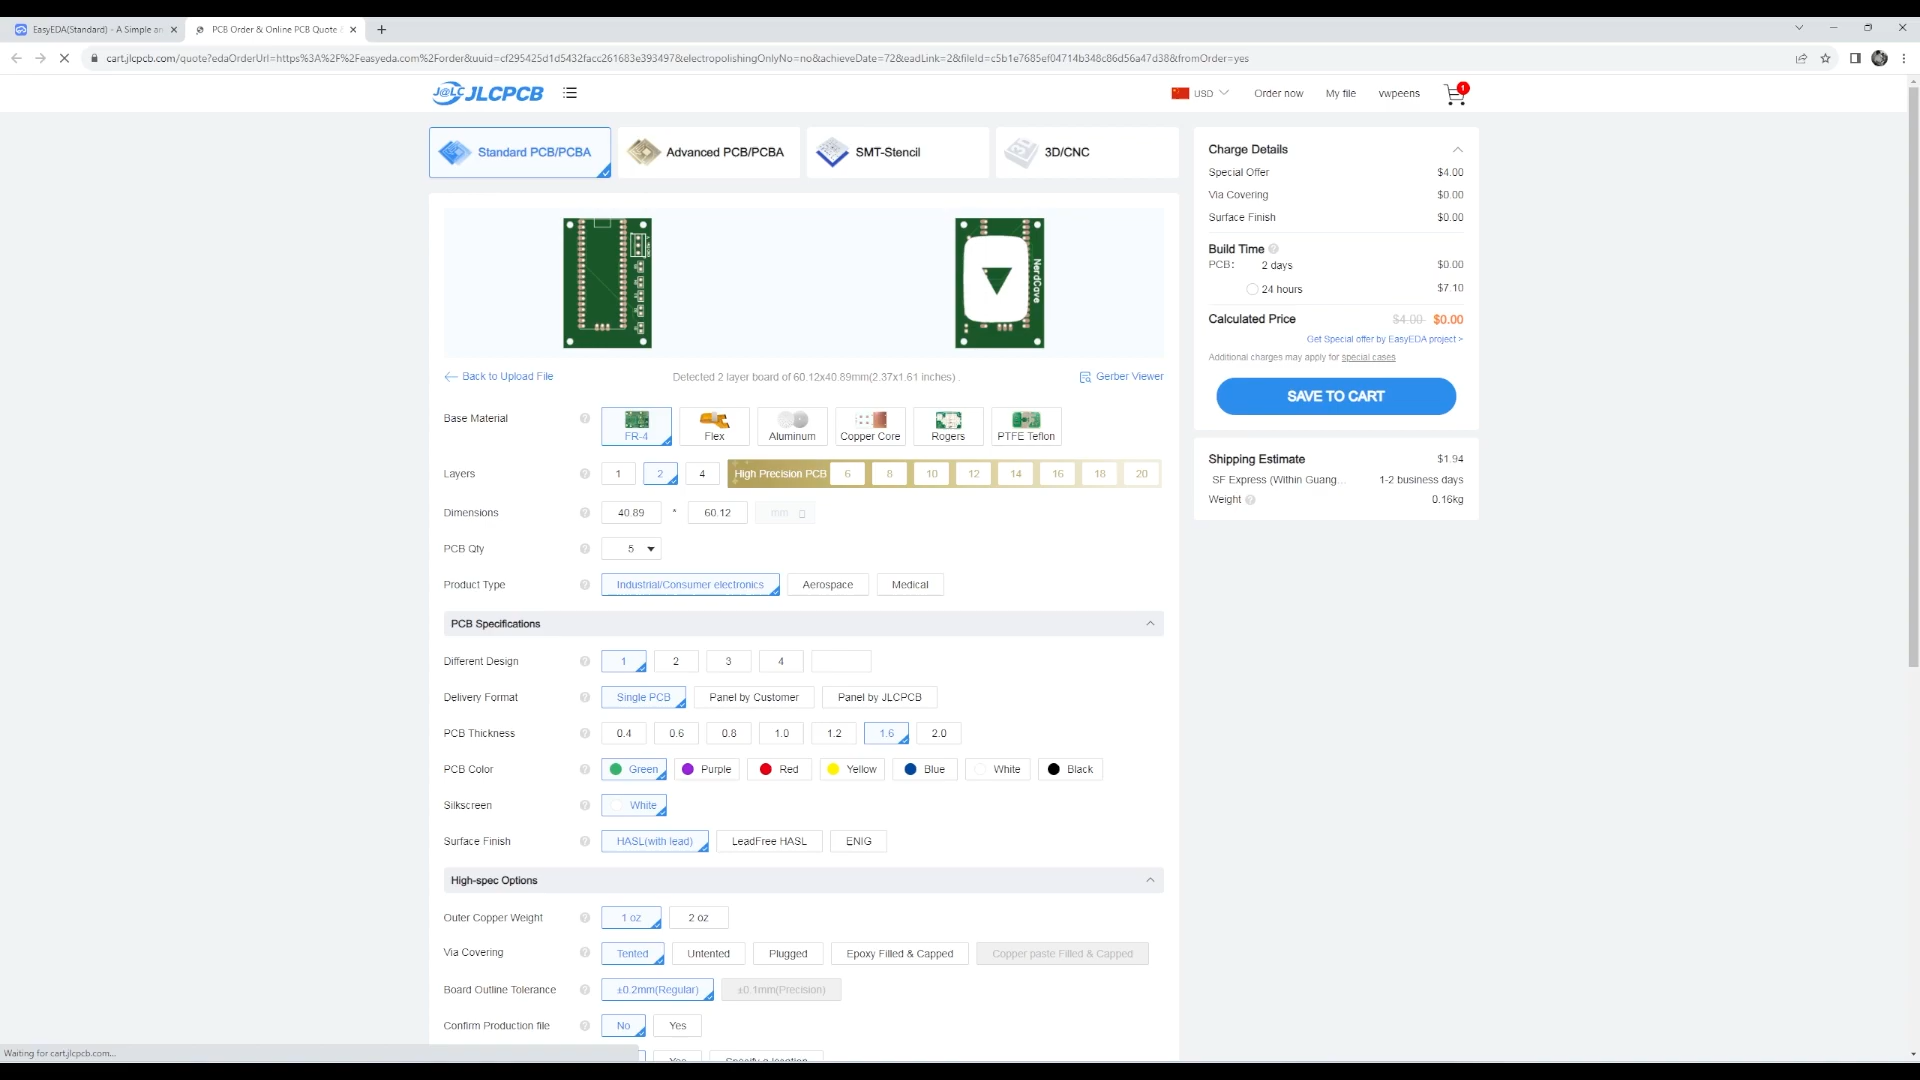 EasyEDA(Standard) - A Simple an
PCB Order & Online PCB Quote &
cart.jlcpcb.com/quote?edaOrderUrl=https%3A%2F%2Feasyeda.com%2Forder&uuid=cf295425d1d5432facc261683e393497&electropolishingOnlyNo=no&achieveDate=72&eadLink=2&fileId=c5b1e7685ef04714b348c86d56a47d38&fromOrder=yes
J@LC JLCPCB
USD
Order now
My file
vwpeens
1
Standard PCB/PCBA
Advanced PCB/PCBA
SMT-Stencil
3D/CNC
NerdCave
Back to Upload File
Detected 2 layer board of 60.12x40.89mm(2.37x1.61 inches) .
Gerber Viewer
Base Material
FR-4
Flex
Aluminum
Copper Core
Rogers
PTFE Teflon
Layers
1 2 4 High Precision PCB 6 8 10 12 14 16 18 20
Dimensions
40.89 * 60.12 mm
PCB Qty
5
Product Type
Industrial/Consumer electronics
Aerospace
Medical
PCB Specifications
Different Design
1 2 3 4
Delivery Format
Single PCB
Panel by Customer
Panel by JLCPCB
PCB Thickness
0.4 0.6 0.8 1.0 1.2 1.6 2.0
PCB Color
Green Purple Red Yellow Blue White Black
Silkscreen
White
Surface Finish
HASL(with lead)
LeadFree HASL
ENIG
High-spec Options
Outer Copper Weight
1 oz 2 oz
Via Covering
Tented
Untented
Plugged
Epoxy Filled & Capped
Copper paste Filled & Capped
Board Outline Tolerance
±0.2mm(Regular)
±0.1mm(Precision)
Confirm Production file
No Yes
Yes
Specify a location
Charge Details
Special Offer $4.00
Via Covering $0.00
Surface Finish $0.00
Build Time
PCB: 2 days $0.00
24 hours $7.10
Calculated Price $4.00 $0.00
Get Special offer by EasyEDA project >
Additional charges may apply for special cases
SAVE TO CART
Shipping Estimate $1.94
SF Express (Within Guang... 1-2 business days
Weight 0.16kg
Waiting for cart.jlcpcb.com...